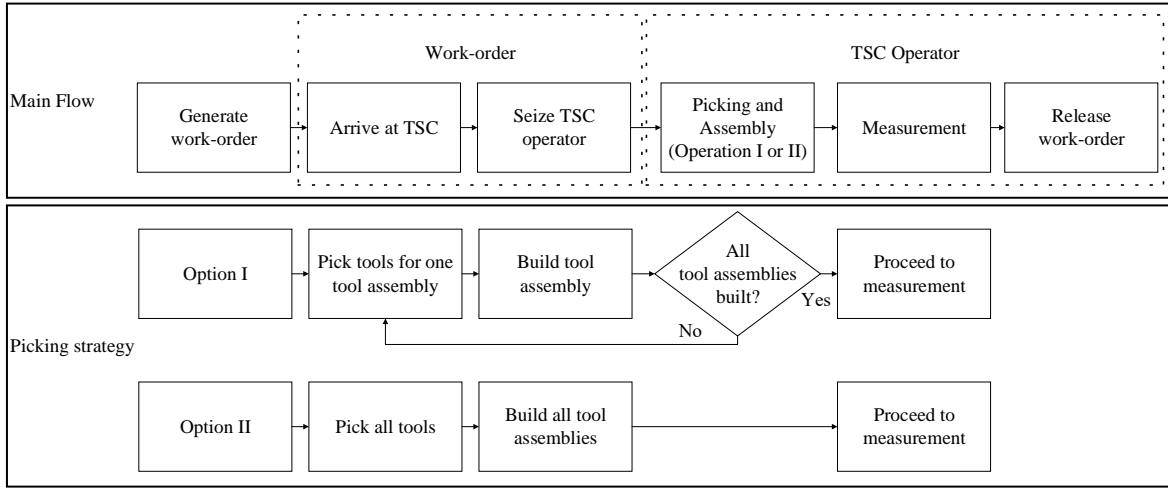 Work-order
TSC Operator
Main Flow
Generate
work-order
Arrive at TSC
Seize TSC
operator
Picking and
Assembly
(Operation I or II)
Measurement
Release
work-order
Picking strategy
Option I
Pick tools for one
tool assembly
Build tool
assembly
All
tool assemblies
built?
Yes
No
Proceed to
measurement
Option II
Pick all tools
Build all tool
assemblies
Proceed to
measurement